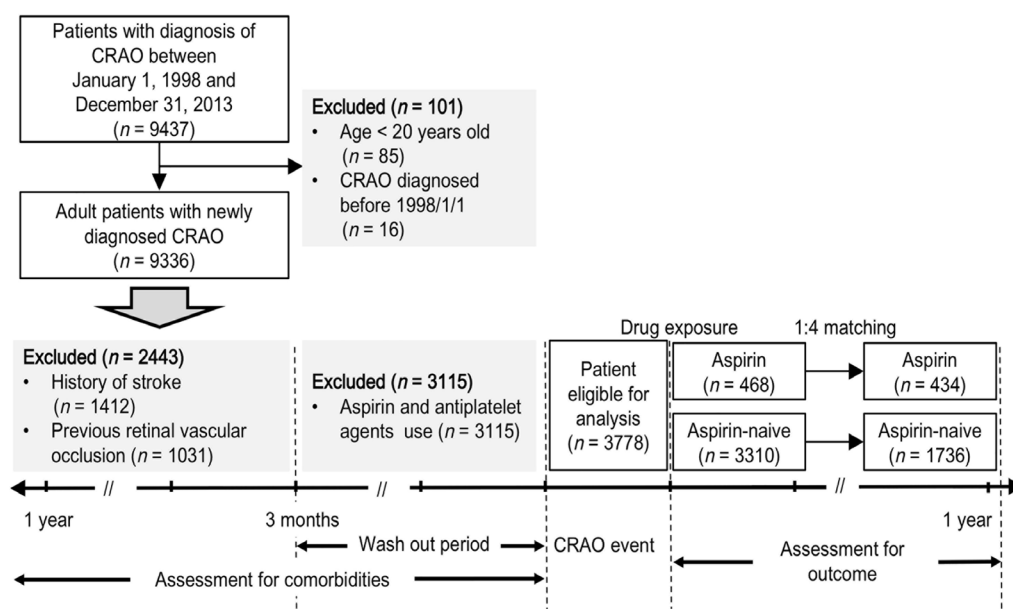 Patients with diagnosis of
CRAO between
January 1, 1998 and
December 31, 2013
(n = 9437)
Excluded (n = 101)
• Age < 20 years old
(n = 85)
• CRAO diagnosed
before 1998/1/1
(n = 16)
Adult patients with newly
diagnosed CRAO
(n = 9336)
Excluded (n = 2443)
• History of stroke
(n = 1412)
• Previous retinal vascular
occlusion (n = 1031)
Excluded (n = 3115)
• Aspirin and antiplatelet
agents use (n = 3115)
Patient
eligible for
analysis
(n = 3778)
Drug exposure
1:4 matching
Aspirin
(n = 468)
Aspirin
(n = 434)
Aspirin-naive
(n = 3310)
Aspirin-naive
(n = 1736)
//
//
//
1 year
3 months
1 year
Wash out period
CRAO event
Assessment for
outcome
Assessment for comorbidities